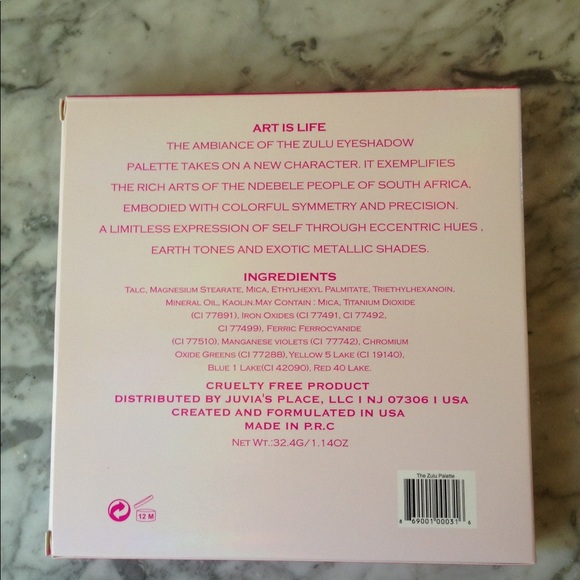 ART IS LIFE
THE AMBIANCE OF THE ZULU EYESHADOW
PALETTE TAKES ON A NEW CHARACTER. IT EXEMPLIFIES
THE RICH ARTS OF THE NDEBELE PEOPLE OF SOUTH AFRICA.
EMBODIED WITH COLORFUL SYMMETRY AND PRECISION.
A LIMITLESS EXPRESSION OF SELF THROUGH ECCENTRIC HUES ,
EARTH TONES AND EXOTIC METALLIC SHADES.
INGREDIENTS
TALC, MAGNESIUM STEARATE, MICA, ETHYLHEXYL PALMITATE, TRIETHYLHEXANOIN,
MINERAL OIL, KAOLIN.MAY CONTAIN : MICA, TITANIUM DIOXIDE
(CI 77891), IRON OXIDES (CI 77491, CI 77492,
CI 77499), FERRIC FERROCYANIDE
(CI 77510), MANGANESE VIOLETS (CI 77742), CHROMIUM
OXIDE GREENS (CI 77288), YELLOW 5 LAKE (CI 19140),
BLUE 1 LAKE(CI 42090), RED 40 LAKE.
CRUELTY FREE PRODUCT
DISTRIBUTED BY JUVIA'S PLACE, LLC I NJ 07306 I USA
CREATED AND FORMULATED IN USA
MADE IN P.R.C
NET WT.:32.4G/1.14OZ
12 M
The Zulu Palette
8 69001 00031 6